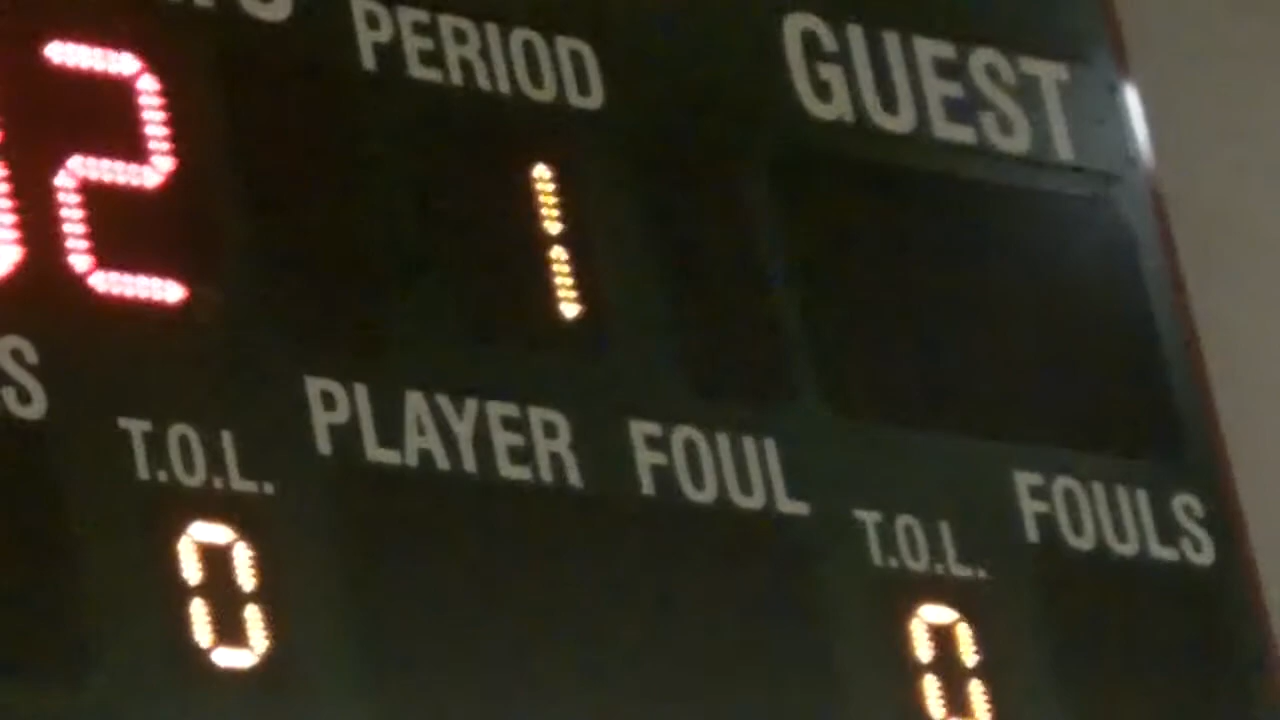 PERIOD GUEST
2 1
PLAYER FOUL
T.O.L. T.O.L. FOULS
0 0